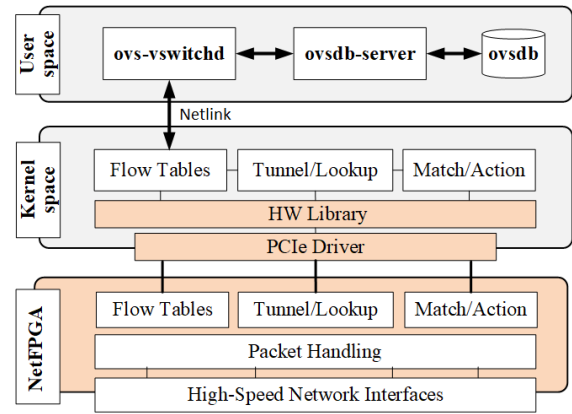 User
space
ovs-vswitchd
ovsdb-server
ovsdb
Netlink
Kernel
space
Flow Tables
Tunnel/Lookup
Match/Action
HW Library
PCIe Driver
NetFPGA
Flow Tables
Tunnel/Lookup
Match/Action
Packet Handling
High-Speed Network Interfaces